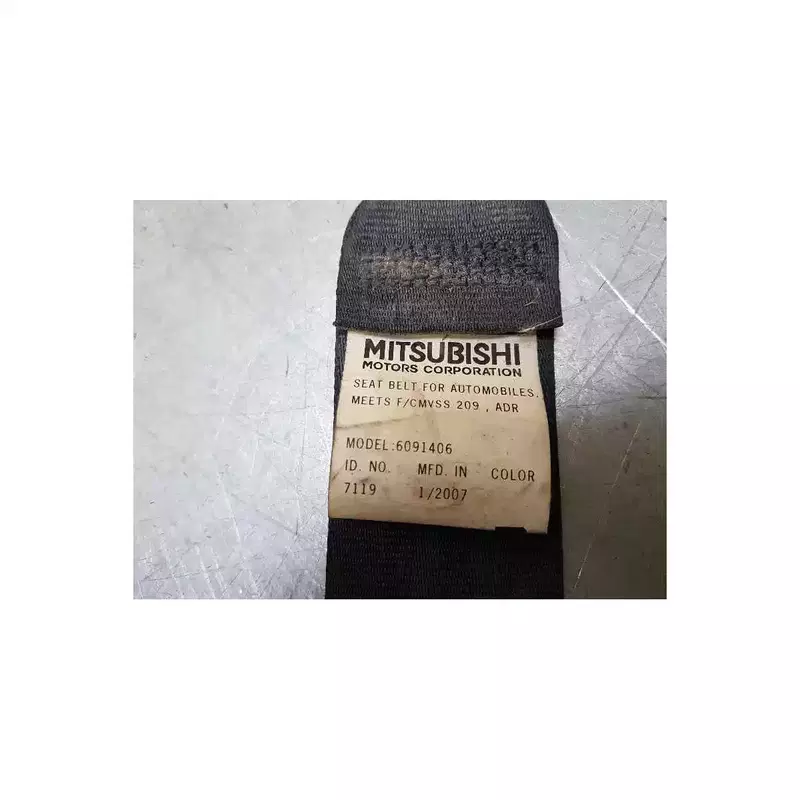 MITSUBISHI
MOTORS CORPORATION
SEAT BELT FOR AUTOMOBILES.
MEETS F/CMVSS 209 , ADR
MODEL:6091406
ID. NO. MFD. IN COLOR
7119 1/2007